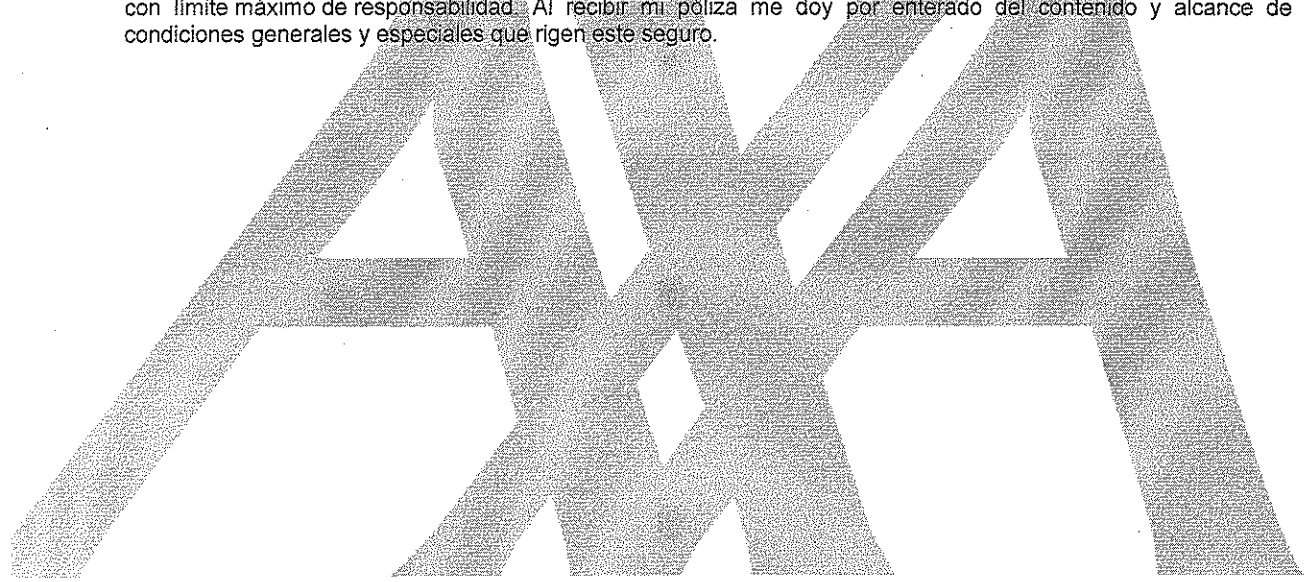 con límite máximo de responsabilidad. Al recibir mi póliza me doy por enterado del contenido y alcance de
condiciones generales y especiales que rigen este seguro.
AXA